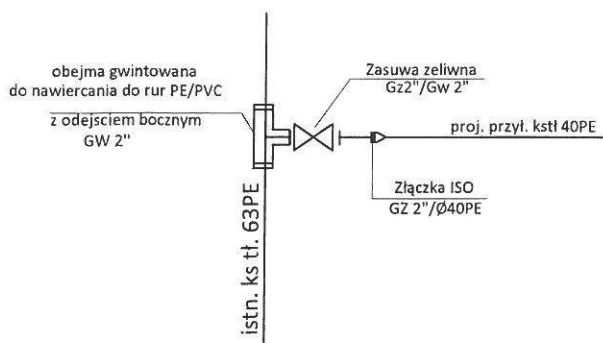 obejma gwintowana
do nawiercania do rur PE/PVC
z odejsciem bocznym
GW 2"
Zasuwa zeliwna
Gz2"/Gw 2"
proj. przył. kstł 40PE
Złączka ISO
GZ 2"/Ø40PE
istn. ks tł. 63PE